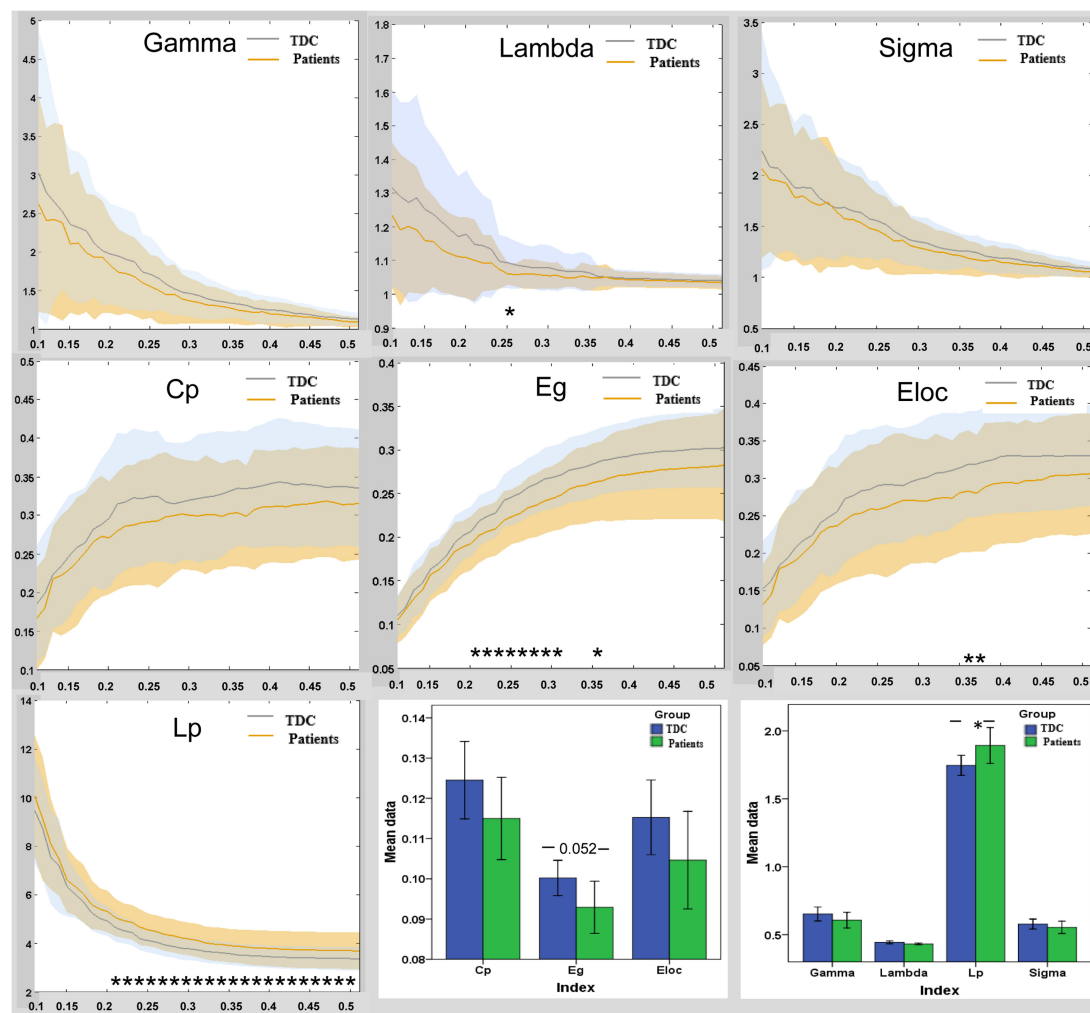 Gamma
TDC
Patients
5
4.5
4
3.5
3
2.5
2
1.5
1
0.1 0.15 0.2 0.25 0.3 0.35 0.4 0.45 0.5
Lambda
TDC
Patients
1.8
1.7
1.6
1.5
1.4
1.3
1.2
1.1
1
0.9
*
0.1 0.15 0.2 0.25 0.3 0.35 0.4 0.45 0.5
Sigma
TDC
Patients
3.5
3
2.5
2
1.5
1
0.5
0.1 0.15 0.2 0.25 0.3 0.35 0.4 0.45 0.5
Cp
TDC
Patients
0.5
0.45
0.4
0.35
0.3
0.25
0.2
0.15
0.1
0.1 0.15 0.2 0.25 0.3 0.35 0.4 0.45 0.5
Eg
TDC
Patients
0.4
0.35
0.3
0.25
0.2
0.15
0.1
0.05
********* *
0.1 0.15 0.2 0.25 0.3 0.35 0.4 0.45 0.5
Eloc
TDC
Patients
0.45
0.4
0.35
0.3
0.25
0.2
0.15
0.1
0.05
**
0.1 0.15 0.2 0.25 0.3 0.35 0.4 0.45 0.5
Lp
TDC
Patients
14
12
10
8
6
4
2
************************
0.1 0.15 0.2 0.25 0.3 0.35 0.4 0.45 0.5
Group
TDC
Patients
Mean data
0.14
0.13
0.12
0.11
0.10
0.09
0.08
0.052
Cp Eg Eloc
Index
Group
TDC
Patients
*
Mean data
2.0
1.5
1.0
0.5
Gamma Lambda Lp Sigma
Index